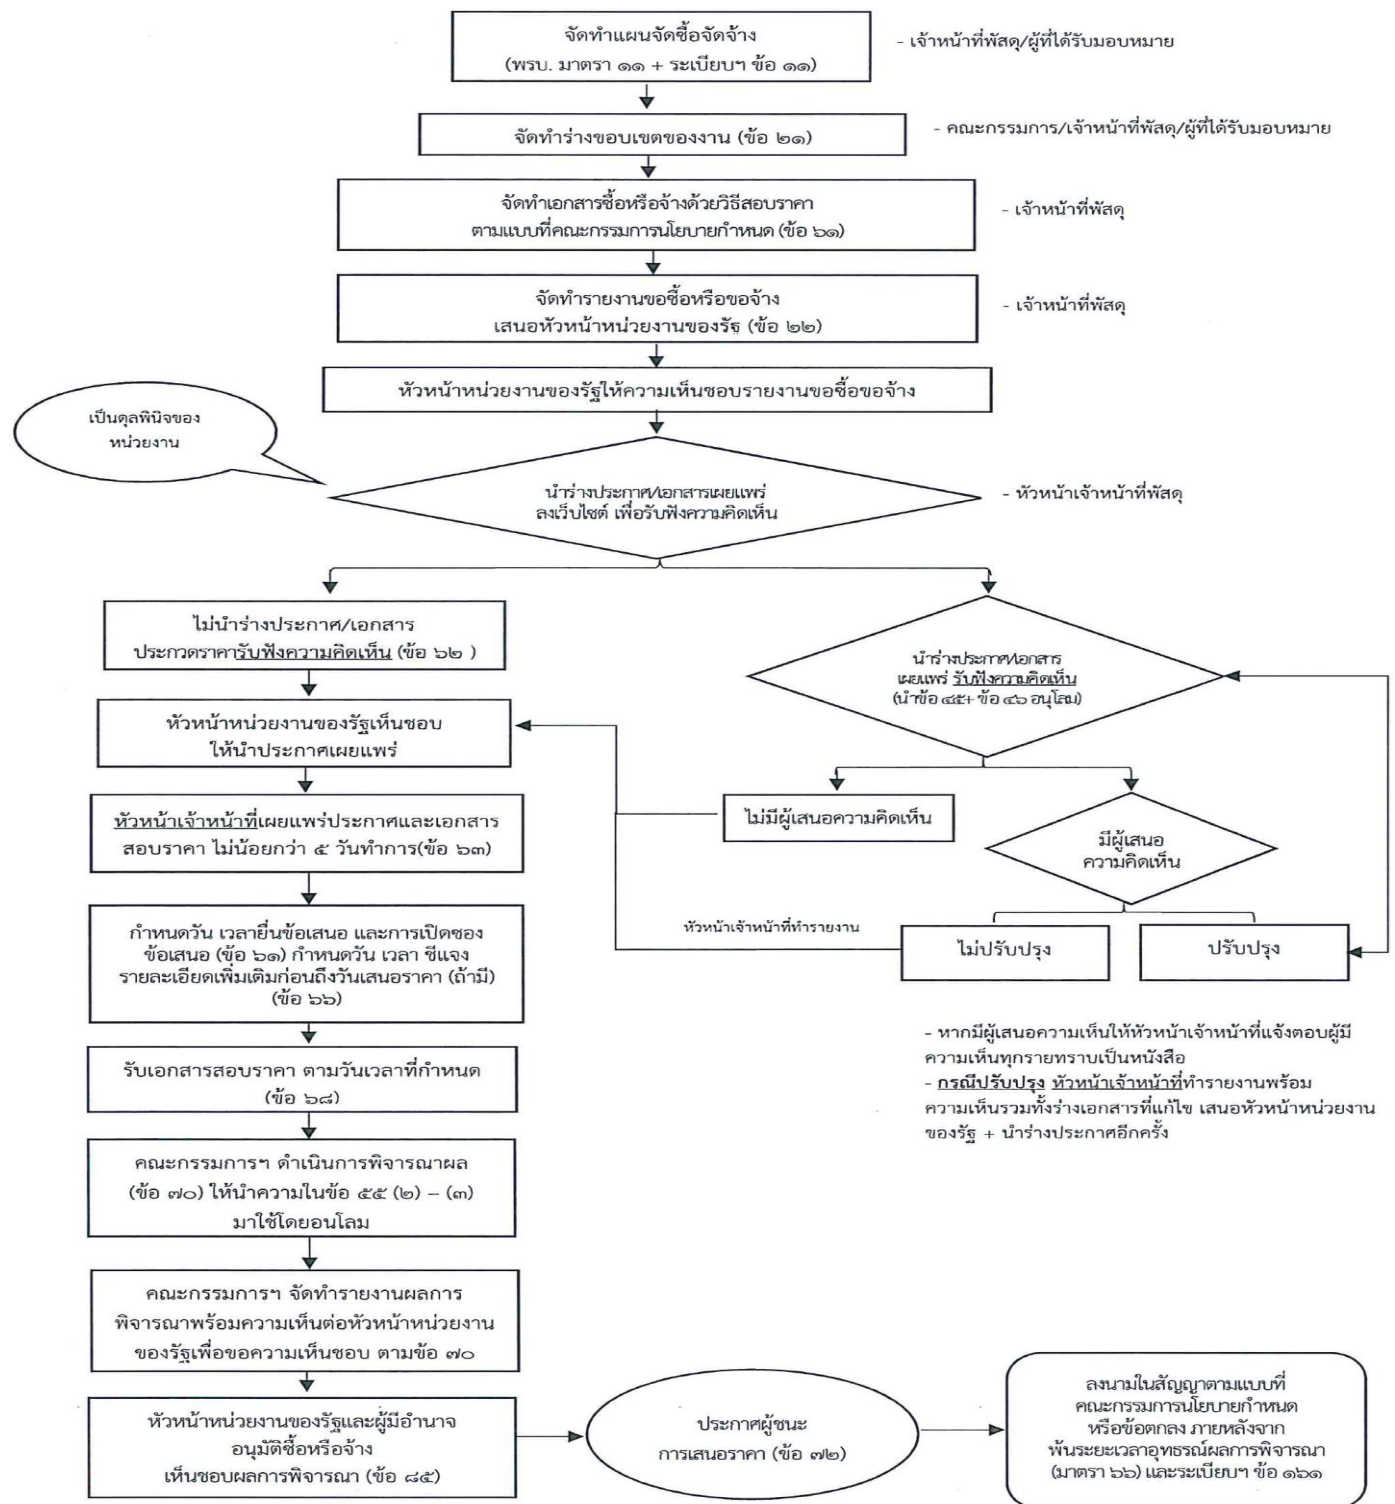 จัดทำแผนจัดซื้อจัดจ้าง
(พรบ. มาตรา ๑๑ + ระเบียบฯ ข้อ ๑๑)
- เจ้าหน้าที่พัสดุ/ผู้ที่ได้รับมอบหมาย
จัดทำร่างขอบเขตของงาน (ข้อ ๒๑)
- คณะกรรมการ/เจ้าหน้าที่พัสดุ/ผู้ที่ได้รับมอบหมาย
จัดทำเอกสารซื้อหรือจ้างด้วยวิธีสอบราคา
ตามแบบที่คณะกรรมการนโยบายกำหนด (ข้อ ๖๑)
- เจ้าหน้าที่พัสดุ
จัดทำรายงานขอซื้อหรือขอจ้าง
เสนอหัวหน้าหน่วยงานของรัฐ (ข้อ ๒๒)
- เจ้าหน้าที่พัสดุ
หัวหน้าหน่วยงานของรัฐให้ความเห็นชอบรายงานขอซื้อขอจ้าง
เป็นดุลพินิจของ
หน่วยงาน
นำร่างประกาศ/เอกสารเผยแพร่
ลงเว็บไซต์ เพื่อรับฟังความคิดเห็น
- หัวหน้าเจ้าหน้าที่พัสดุ
ไม่นำร่างประกาศ/เอกสาร
ประกวดราคารับฟังความคิดเห็น (ข้อ ๖๒ )
นำร่างประกาศ/เอกสาร
เผยแพร่ รับฟังความคิดเห็น
(นำข้อ ๔๕+ ข้อ ๔๖ อนุโลม)
หัวหน้าหน่วยงานของรัฐเห็นชอบ
ให้นำประกาศเผยแพร่
หัวหน้าเจ้าหน้าที่เผยแพร่ประกาศและเอกสาร
สอบราคา ไม่น้อยกว่า ๕ วันทำการ(ข้อ ๖๓)
ไม่มีผู้เสนอความคิดเห็น
มีผู้เสนอ
ความคิดเห็น
กำหนดวัน เวลายื่นข้อเสนอ และการเปิดซอง
ข้อเสนอ (ข้อ ๖๑) กำหนดวัน เวลา ชี้แจง
รายละเอียดเพิ่มเติมก่อนถึงวันเสนอราคา (ถ้ามี)
(ข้อ ๖๖)
หัวหน้าเจ้าหน้าที่ทำรายงาน
ไม่ปรับปรุง
ปรับปรุง
- หากมีผู้เสนอความเห็นให้หัวหน้าเจ้าหน้าที่แจ้งตอบผู้มี
ความเห็นทุกรายทราบเป็นหนังสือ
- กรณีปรับปรุง หัวหน้าเจ้าหน้าที่ทำรายงานพร้อม
ความเห็นรวมทั้งร่างเอกสารที่แก้ไข เสนอหัวหน้าหน่วยงาน
ของรัฐ + นำร่างประกาศอีกครั้ง
รับเอกสารสอบราคา ตามวันเวลาที่กำหนด
(ข้อ ๖๘)
คณะกรรมการฯ ดำเนินการพิจารณาผล
(ข้อ ๗๐) ให้นำความในข้อ ๕๕ (๒) – (๓)
มาใช้โดยอนโลม
คณะกรรมการฯ จัดทำรายงานผลการ
พิจารณาพร้อมความเห็นต่อหัวหน้าหน่วยงาน
ของรัฐเพื่อขอความเห็นชอบ ตามข้อ ๗๐
หัวหน้าหน่วยงานของรัฐและผู้มีอำนาจ
อนุมัติซื้อหรือจ้าง
เห็นชอบผลการพิจารณา (ข้อ ๘๕)
ประกาศผู้ชนะ
การเสนอราคา (ข้อ ๗๒)
ลงนามในสัญญาตามแบบที่
คณะกรรมการนโยบายกำหนด
หรือข้อตกลง ภายหลังจาก
พ้นระยะเวลาอุทธรณ์ผลการพิจารณา
(มาตรา ๖๖) และระเบียบฯ ข้อ ๑๖๑